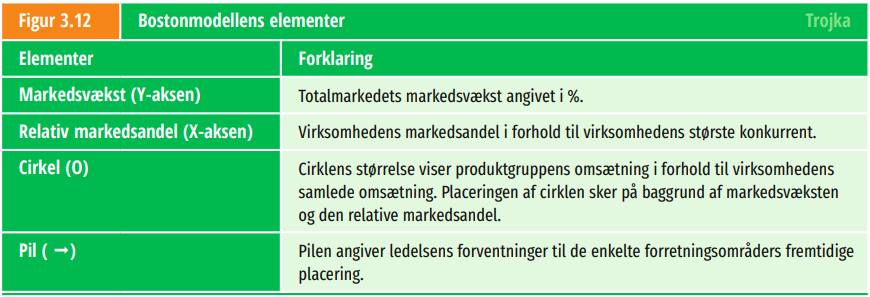 Figur 3.12 Bostonmodellens elementer Trojka
Elementer Forklaring
Markedsvækst (Y-aksen) Totalmarkedets markedsvækst angivet i %.
Relativ markedsandel (X-aksen) Virksomhedens markedsandel i forhold til virksomhedens største konkurrent.
Cirkel (O) Cirklens størrelse viser produktgruppens omsætning i forhold til virksomhedens
samlede omsætning. Placeringen af cirklen sker på baggrund af markedsvæksten
og den relative markedsandel.
Pil ( →) Pilen angiver ledelsens forventninger til de enkelte forretningsområders fremtidige
placering.